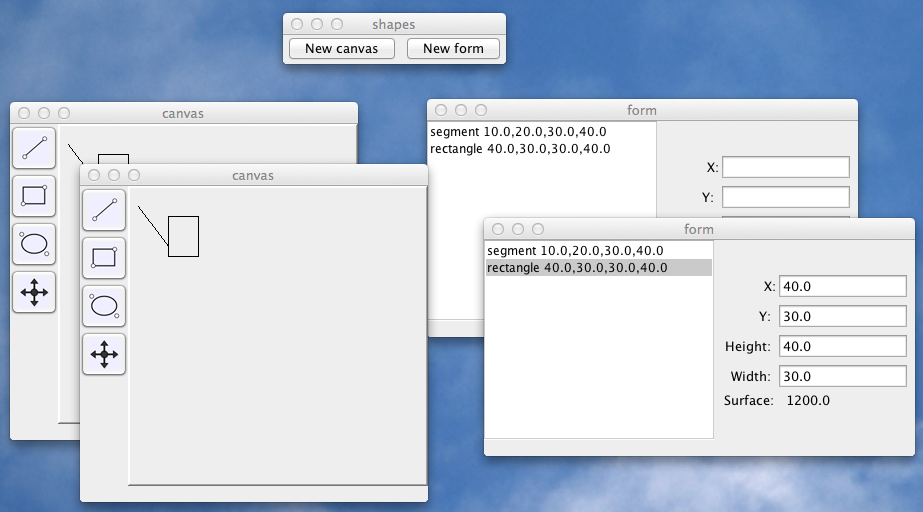 shapes
New canvas New form
canvas
form
segment 10.0,20.0,30.0,40.0
rectangle 40.0,30.0,30.0,40.0
X:
Y:
canvas
form
segment 10.0,20.0,30.0,40.0
rectangle 40.0,30.0,30.0,40.0
X: 40.0
Y: 30.0
Height: 40.0
Width: 30.0
Surface: 1200.0